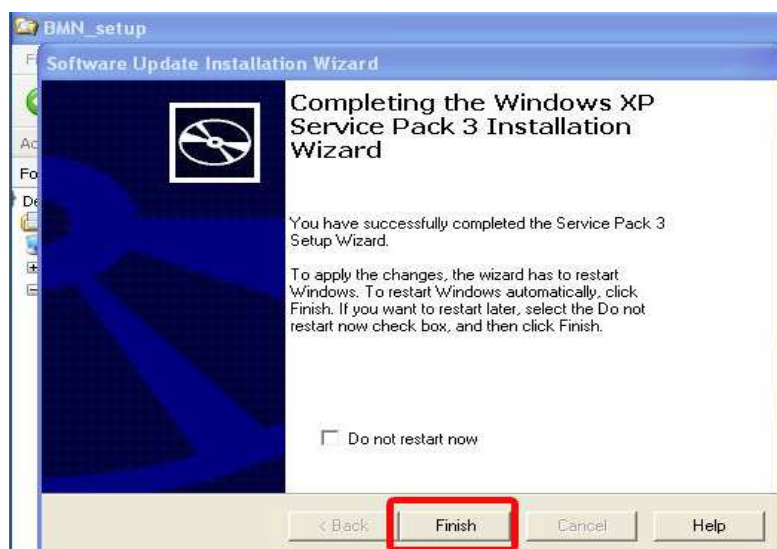 BMN_setup
Software Update Installation Wizard
Completing the Windows XP
Service Pack 3 Installation
Wizard
You have successfully completed the Service Pack 3
Setup Wizard.
To apply the changes, the wizard has to restart
Windows. To restart Windows automatically, click
Finish. If you want to restart later, select the Do not
restart now check box, and then click Finish.
Do not restart now
< Back Finish Cancel Help